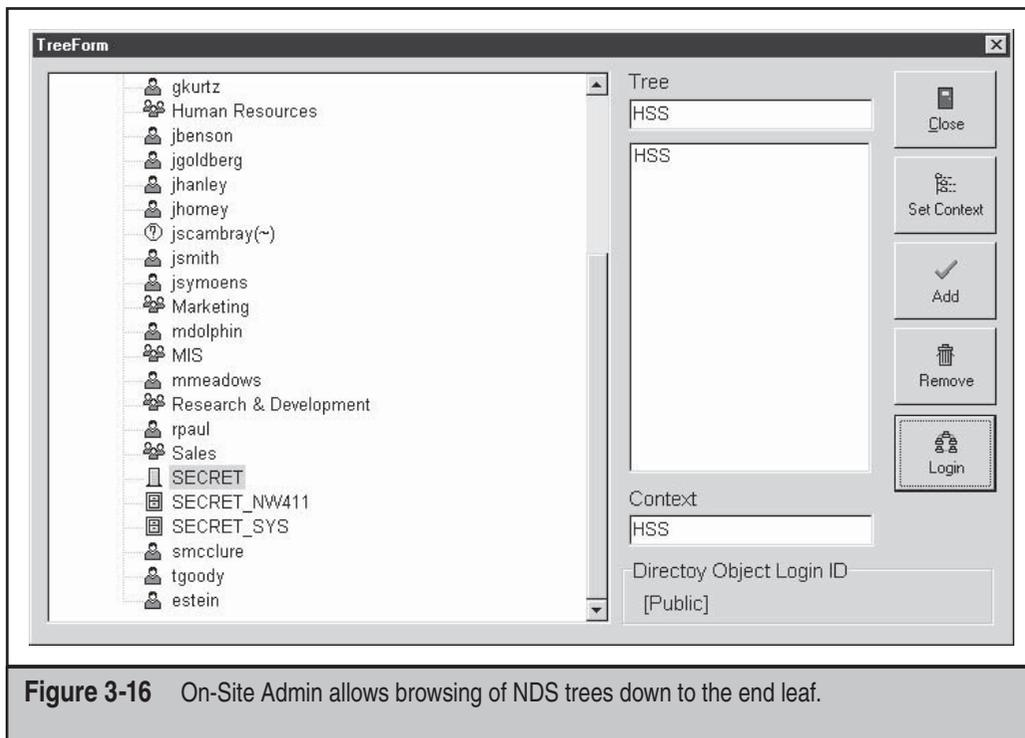 TreeForm
gkurtz
Human Resources
jbenson
jgoldberg
jhanley
jhomey
jscambray(~)
jsmith
jsymoens
Marketing
mdolphin
MIS
mmeadows
Research & Development
rpaul
Sales
SECRET
SECRET_NW411
SECRET_SYS
smcclure
tgoody
estein
Tree
HSS
HSS
Context
HSS
Directoy Object Login ID
[Public]
Close
Set Context
Add
Remove
Login
Figure 3-16 On-Site Admin allows browsing of NDS trees down to the end leaf.